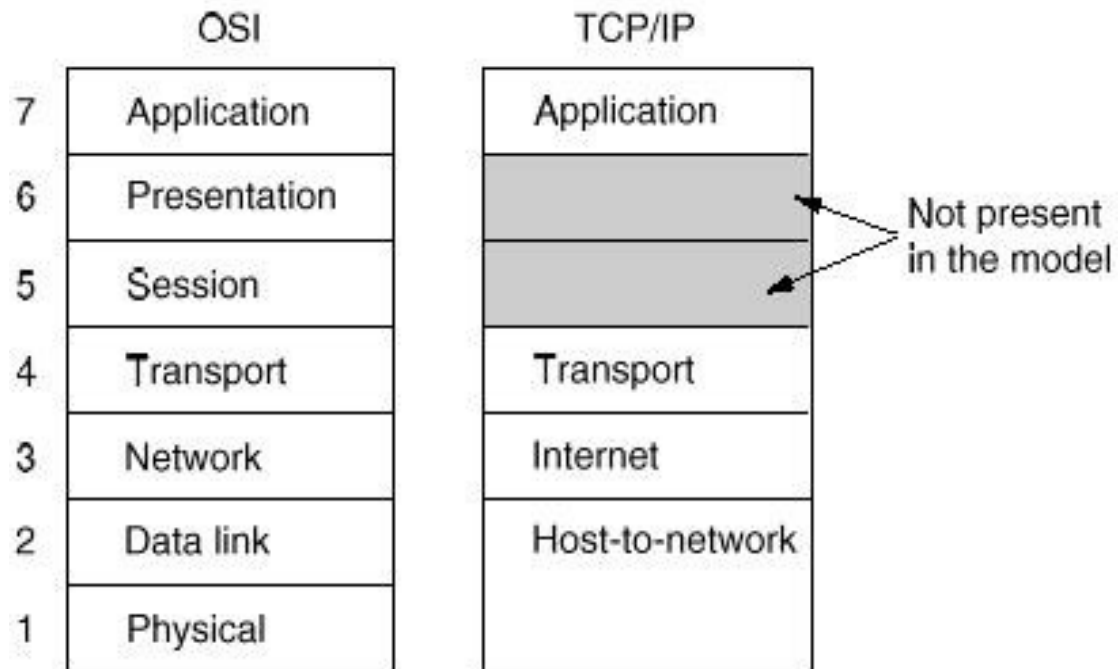 OSI
TCP/IP
7
Application
Application
6
Presentation
5
Session
Not present
in the model
4
Transport
Transport
3
Network
Internet
2
Data link
Host-to-network
1
Physical